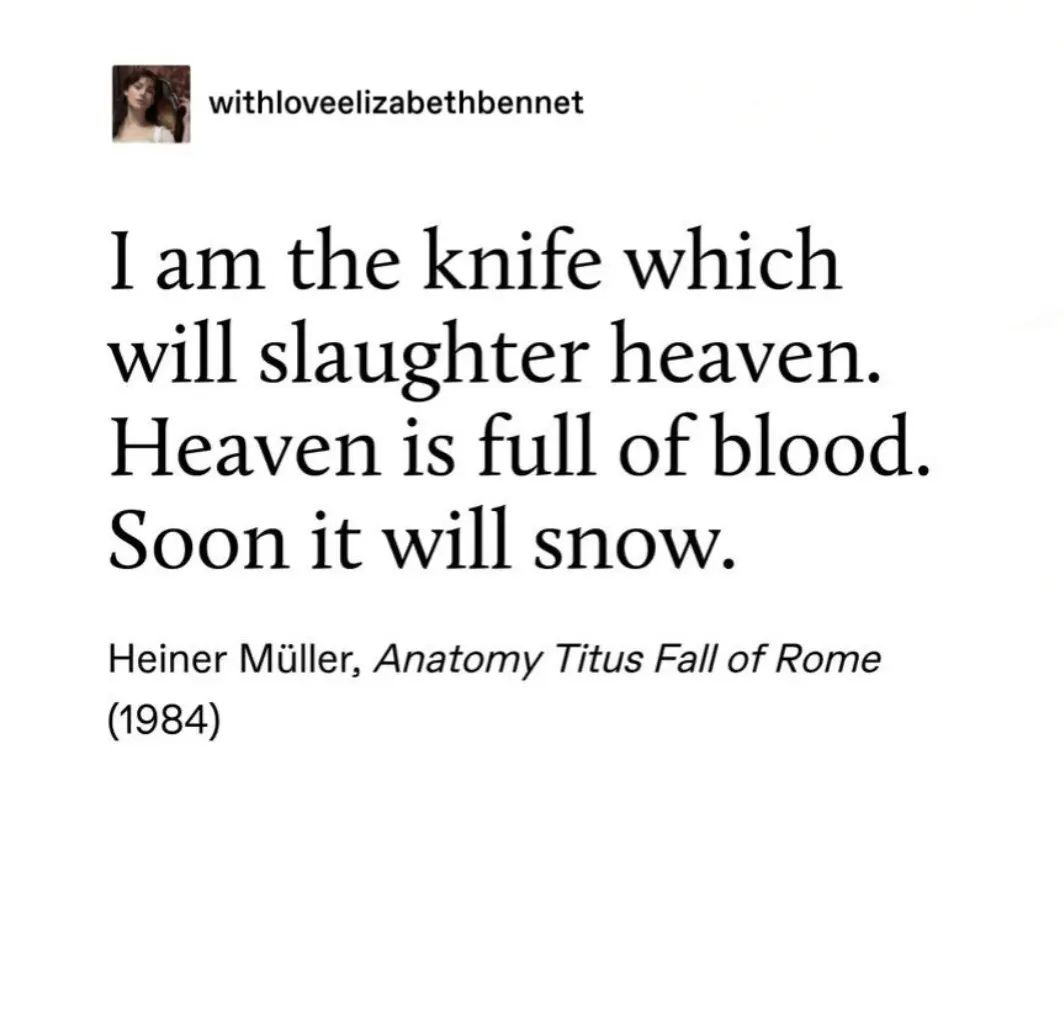 withloveelizabethbennet
I am the knife which
will slaughter heaven.
Heaven is full of blood.
Soon it will snow.
Heiner Müller, Anatomy Titus Fall of Rome
(1984)